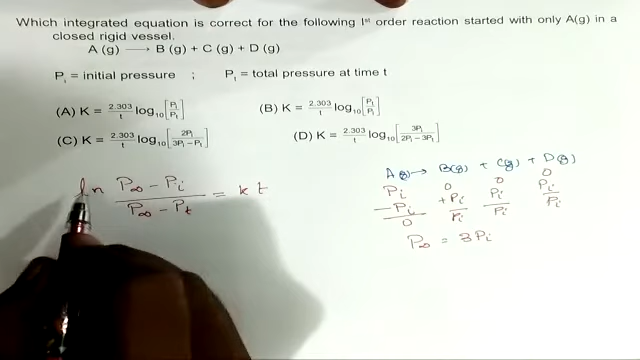 Which integrated equation is correct for the following Iˢᵗ order reaction started with only A(g) in a
closed rigid vessel.
A (g) ⟶ B (g) + C (g) + D (g)
Pᵢ = initial pressure ; Pₜ = total pressure at time t
(A) K = 2.303/t log₁₀[Pᵢ/Pₜ] (B) K = 2.303/t log₁₀[Pₜ/Pᵢ]
(C) K = 2.303/t log₁₀[2Pᵢ/3Pᵢ – Pₜ] (D) K = 2.303/t log₁₀[3Pᵢ/2Pᵢ – 3Pₜ]
ln P∞ – Pᵢ / P∞ – Pₜ = k t
A(g) → B(g) + C(g) + D(g)
Pᵢ 0 0 0
–Pᵢ +Pᵢ Pᵢ Pᵢ
0 Pᵢ Pᵢ Pᵢ
P∞ = 3Pᵢ